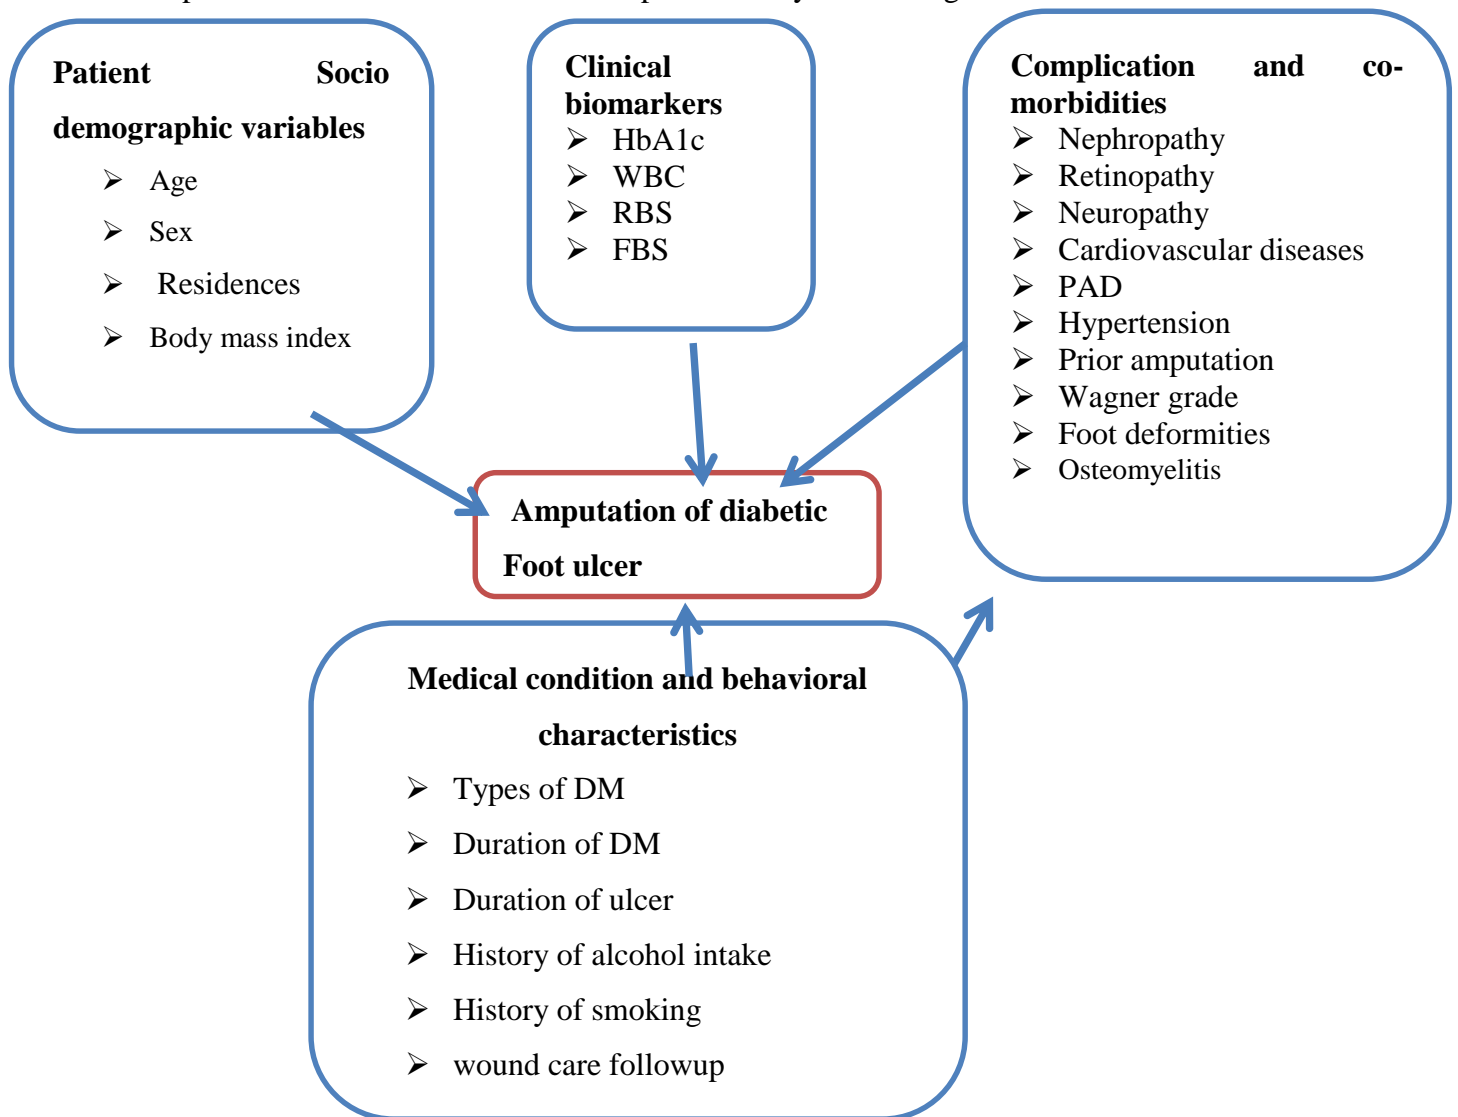 Patient Socio
demographic variables
➢ Age
➢ Sex
➢ Residences
➢ Body mass index
Clinical
biomarkers
➢ HbA1c
➢ WBC
➢ RBS
➢ FBS
Complication and co-
morbidities
➢ Nephropathy
➢ Retinopathy
➢ Neuropathy
➢ Cardiovascular diseases
➢ PAD
➢ Hypertension
➢ Prior amputation
➢ Wagner grade
➢ Foot deformities
➢ Osteomyelitis
Amputation of diabetic
Foot ulcer
Medical condition and behavioral
characteristics
➢ Types of DM
➢ Duration of DM
➢ Duration of ulcer
➢ History of alcohol intake
➢ History of smoking
➢ wound care followup